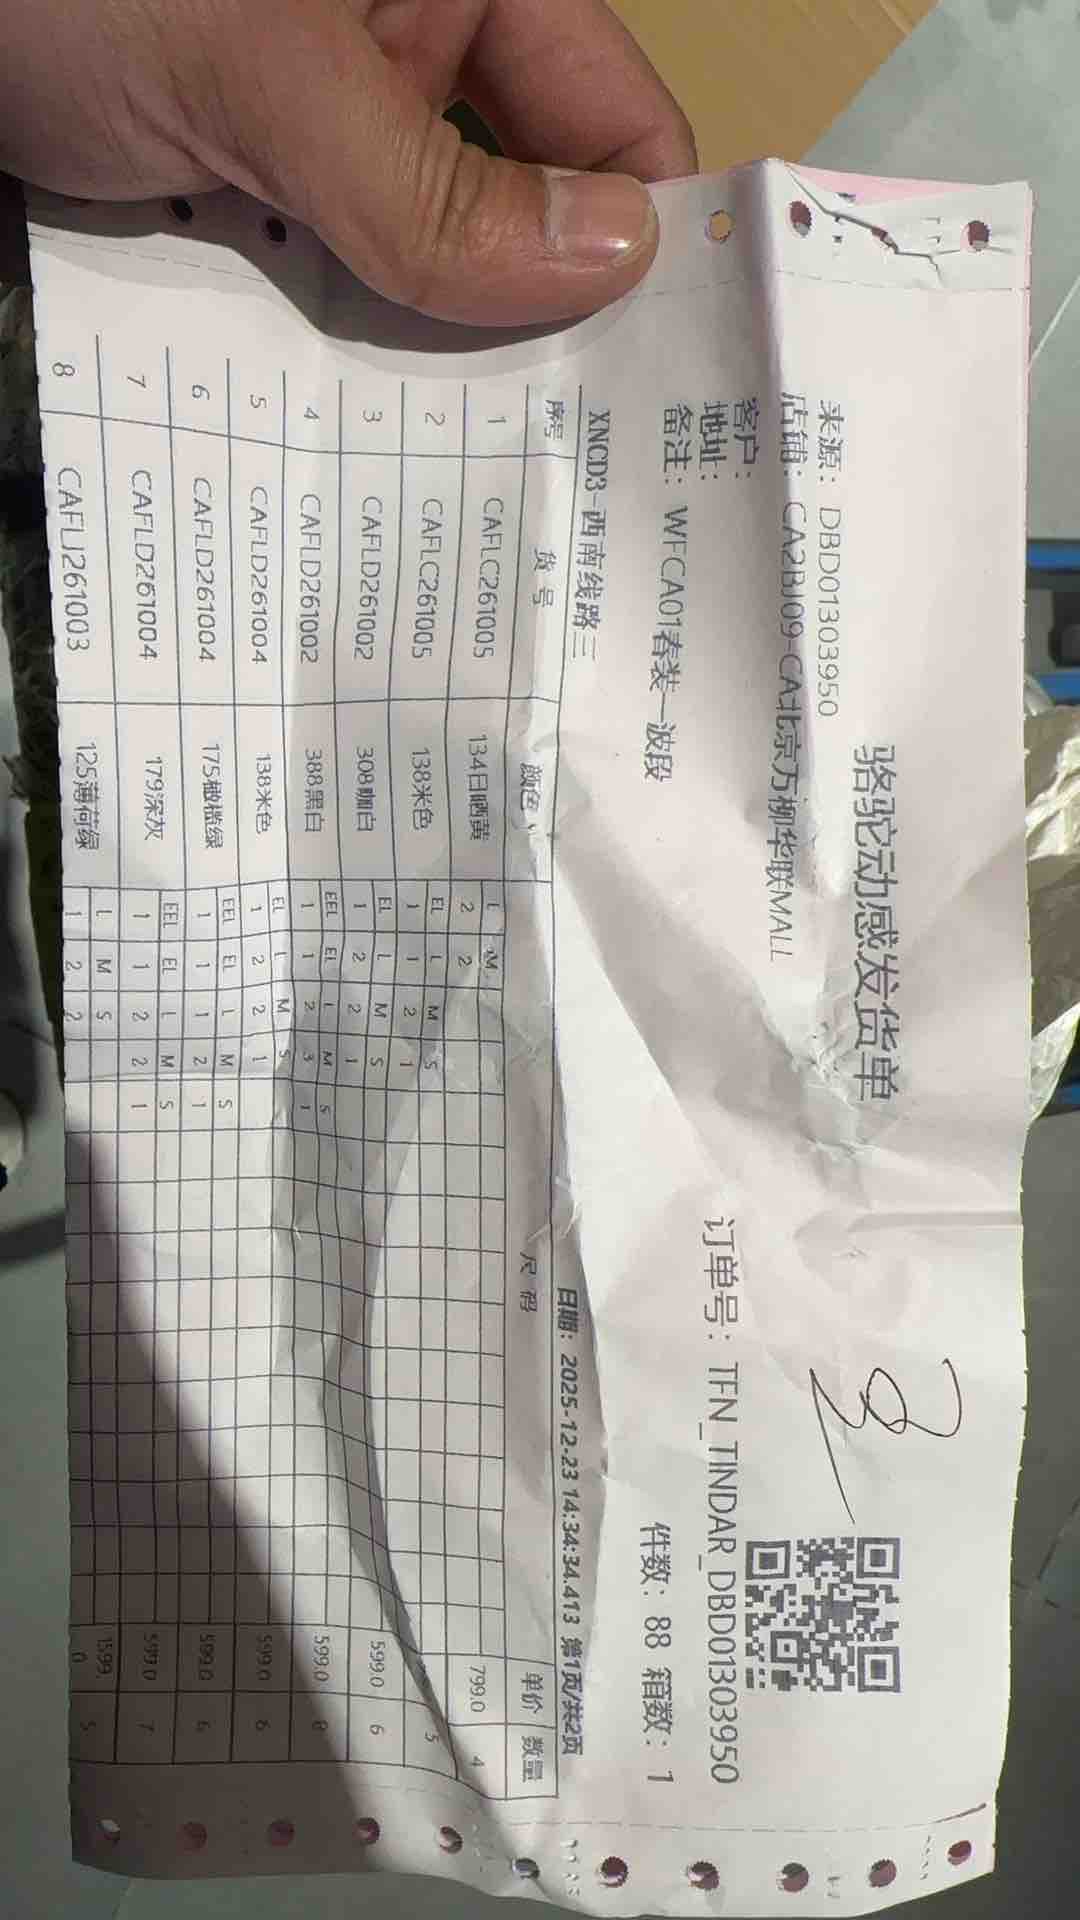 骆驼动感发货单
来源：DBD01303950
店铺：CA2BJ09-CA北京万柳华联MALL
客户：
地址：
订单号：TFN_TINDAR_DBD01303950
备注：WFCA01春装一波段
件数：88 箱数：1
XNCD3-西南线路三
日期：2025-12-23 14:34:34.413 第1页/共2页
序号 货号 颜色 尺码 单价 数量
1 CAFLC261005 134日晒黄 L M 799.0 4
2 2
2 CAFLC261005 138米色 EL L M S 5
1 1 2 1
3 CAFLD261002 308咖白 EL L M S 599.0 6
1 2 2 1
4 CAFLD261002 388黑白 EEL EL L M S 599.0 8
1 1 2 3 1
5 CAFLD261004 138米色 EL L M S 599.0 6
1 2 2 1
6 CAFLD261004 175橄榄绿 EEL EL L M S 599.0 6
1 1 1 2 1
7 CAFLD261004 179深灰 EEL EL L M S 599.0 7
1 1 2 2 1
8 CAFLJ261003 125薄荷绿 L M S 1599.0 5
1 2 2